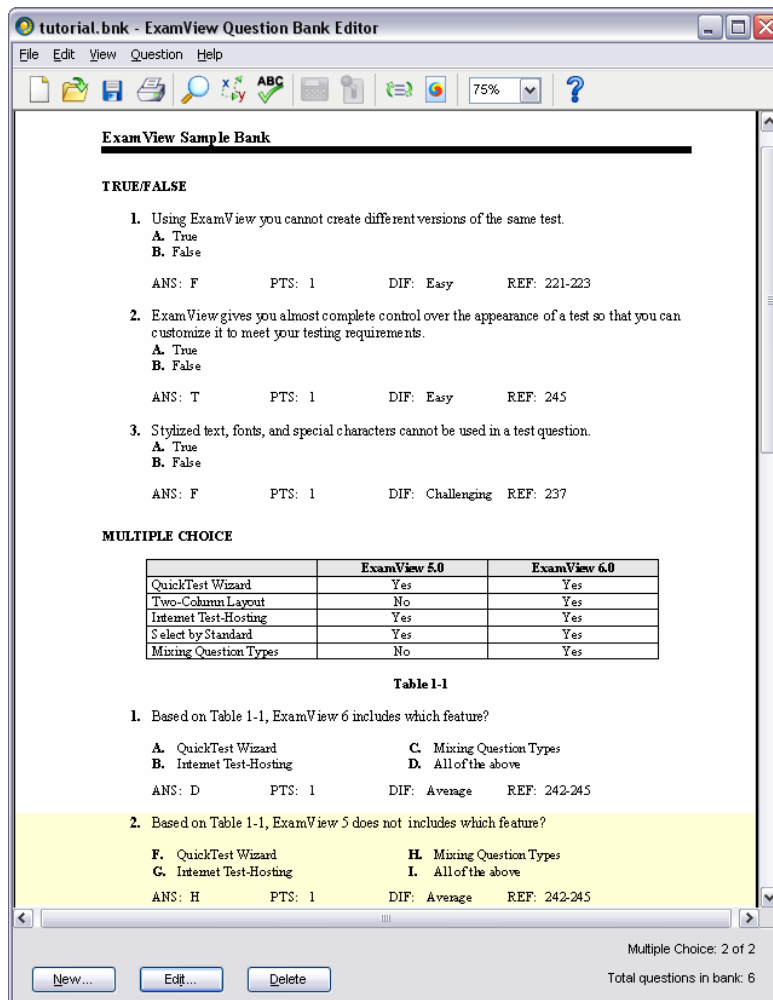 tutorial.bnk - ExamView Question Bank Editor
File Edit View Question Help
ABC 75% ?
ExamView Sample Bank
TRUE/FALSE
1. Using ExamView you cannot create different versions of the same test.
A. True
B. False
ANS: F PTS: 1 DIF: Easy REF: 221-223
2. ExamView gives you almost complete control over the appearance of a test so that you can
customize it to meet your testing requirements.
A. True
B. False
ANS: T PTS: 1 DIF: Easy REF: 245
3. Stylized text, fonts, and special characters cannot be used in a test question.
A. True
B. False
ANS: F PTS: 1 DIF: Challenging REF: 237
MULTIPLE CHOICE
ExamView 5.0 ExamView 6.0
QuickTest Wizard Yes Yes
Two-Column Layout No Yes
Internet Test-Hosting Yes Yes
Select by Standard Yes Yes
Mixing Question Types No Yes
Table 1-1
1. Based on Table 1-1, ExamView 6 includes which feature?
A. QuickTest Wizard C. Mixing Question Types
B. Internet Test-Hosting D. All of the above
ANS: D PTS: 1 DIF: Average REF: 242-245
2. Based on Table 1-1, ExamView 5 does not includes which feature?
F. QuickTest Wizard H. Mixing Question Types
G. Internet Test-Hosting I. All of the above
ANS: H PTS: 1 DIF: Average REF: 242-245
Multiple Choice: 2 of 2
New... Edit... Delete Total questions in bank: 6